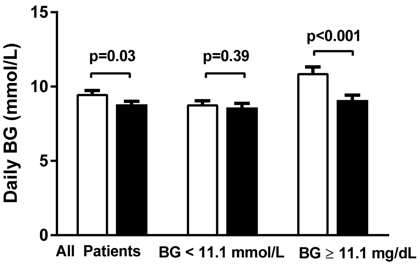 15
p<0.001
p=0.03
p=0.39
10
Daily BG (mmol/L)
5
0
All Patients
BG < 11.1 mmol/L
BG ≥ 11.1 mg/dL